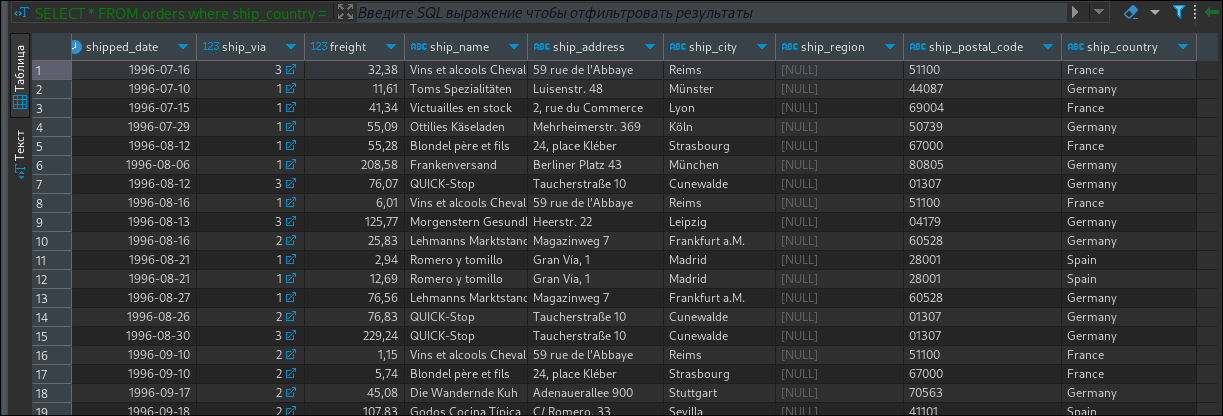 SELECT * FROM orders where ship_country = Введите SQL выражение чтобы отфильтровать результаты
Таблица
Текст
shipped_date 123 ship_via 123 freight ABC ship_name ABC ship_address ABC ship_city ABC ship_region ABC ship_postal_code ABC ship_country
1 1996-07-16 3 32,38 Vins et alcools Cheval 59 rue de l'Abbaye Reims [NULL] 51100 France
2 1996-07-10 1 11,61 Toms Spezialitäten Luisenstr. 48 Münster [NULL] 44087 Germany
3 1996-07-15 1 41,34 Victuailles en stock 2, rue du Commerce Lyon [NULL] 69004 France
4 1996-07-29 1 55,09 Ottilies Käseladen Mehrheimerstr. 369 Köln [NULL] 50739 Germany
5 1996-08-12 1 55,28 Blondel père et fils 24, place Kléber Strasbourg [NULL] 67000 France
6 1996-08-06 1 208,58 Frankenversand Berliner Platz 43 München [NULL] 80805 Germany
7 1996-08-12 3 76,07 QUICK-Stop Taucherstraße 10 Cunewalde [NULL] 01307 Germany
8 1996-08-16 1 6,01 Vins et alcools Cheval 59 rue de l'Abbaye Reims [NULL] 51100 France
9 1996-08-13 3 125,77 Morgenstern Gesundl Heerstr. 22 Leipzig [NULL] 04179 Germany
10 1996-08-16 2 25,83 Lehmanns Marktstand Magazinweg 7 Frankfurt a.M. [NULL] 60528 Germany
11 1996-08-21 1 2,94 Romero y tomillo Gran Vía, 1 Madrid [NULL] 28001 Spain
12 1996-08-21 1 12,69 Romero y tomillo Gran Vía, 1 Madrid [NULL] 28001 Spain
13 1996-08-27 1 76,56 Lehmanns Marktstand Magazinweg 7 Frankfurt a.M. [NULL] 60528 Germany
14 1996-08-26 2 76,83 QUICK-Stop Taucherstraße 10 Cunewalde [NULL] 01307 Germany
15 1996-08-30 3 229,24 QUICK-Stop Taucherstraße 10 Cunewalde [NULL] 01307 Germany
16 1996-09-10 2 1,15 Vins et alcools Cheval 59 rue de l'Abbaye Reims [NULL] 51100 France
17 1996-09-10 2 5,74 Blondel père et fils 24, place Kléber Strasbourg [NULL] 67000 France
18 1996-09-17 2 45,08 Die Wandernde Kuh Adenauerallee 900 Stuttgart [NULL] 70563 Germany
19 1996-09-18 2 107,83 Godos Cocina Típica C/ Romero, 33 Sevilla [NULL] 41101 Spain